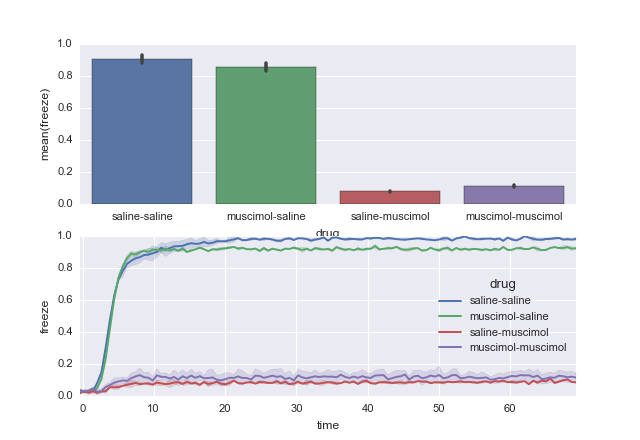 1.0
0.8
0.6
0.4
0.2
0.0
mean(freeze)
saline-saline muscimol-saline saline-muscimol muscimol-muscimol
drug
1.0
0.8
0.6
0.4
0.2
0.0
freeze
drug
saline-saline
muscimol-saline
saline-muscimol
muscimol-muscimol
0 10 20 30 40 50 60
time